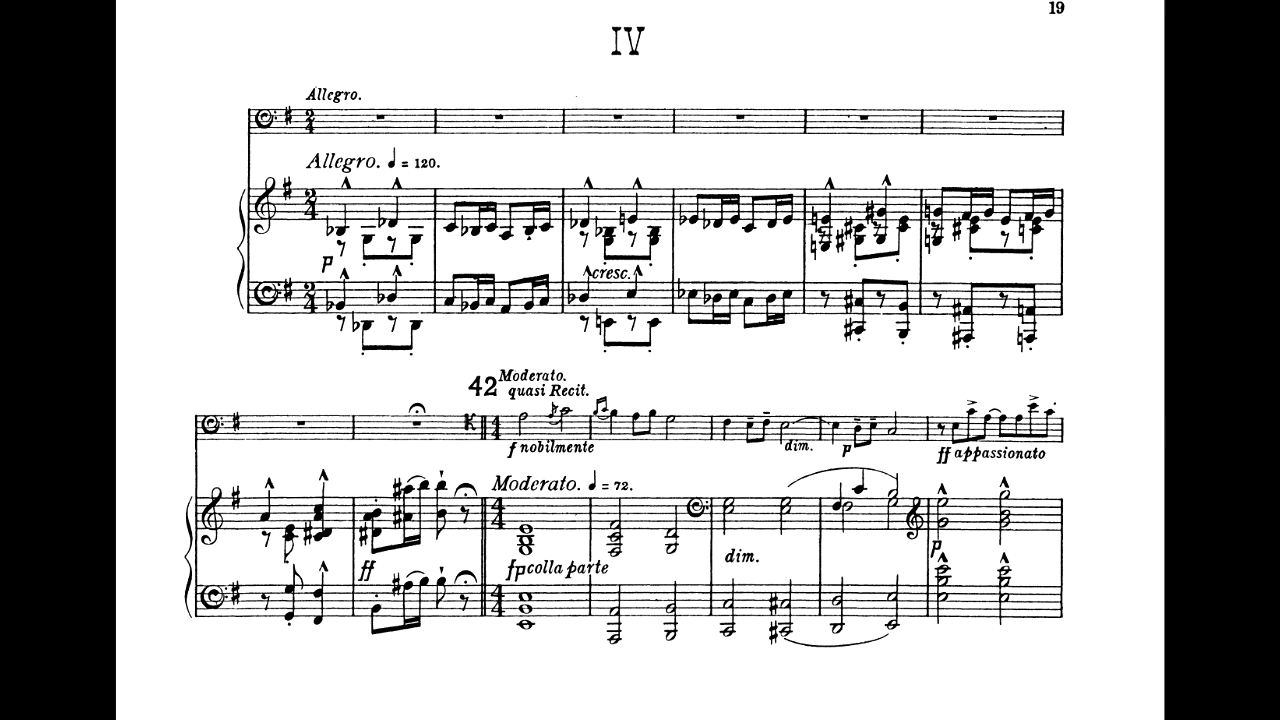 19
IV
Allegro.
Allegro. ♩ = 120.
p
cresc.
42 Moderato.
quasi Recit.
f nobilmente
dim.
p
ff appassionato
Moderato. ♩ = 72.
ff
fp colla parte
dim.
p